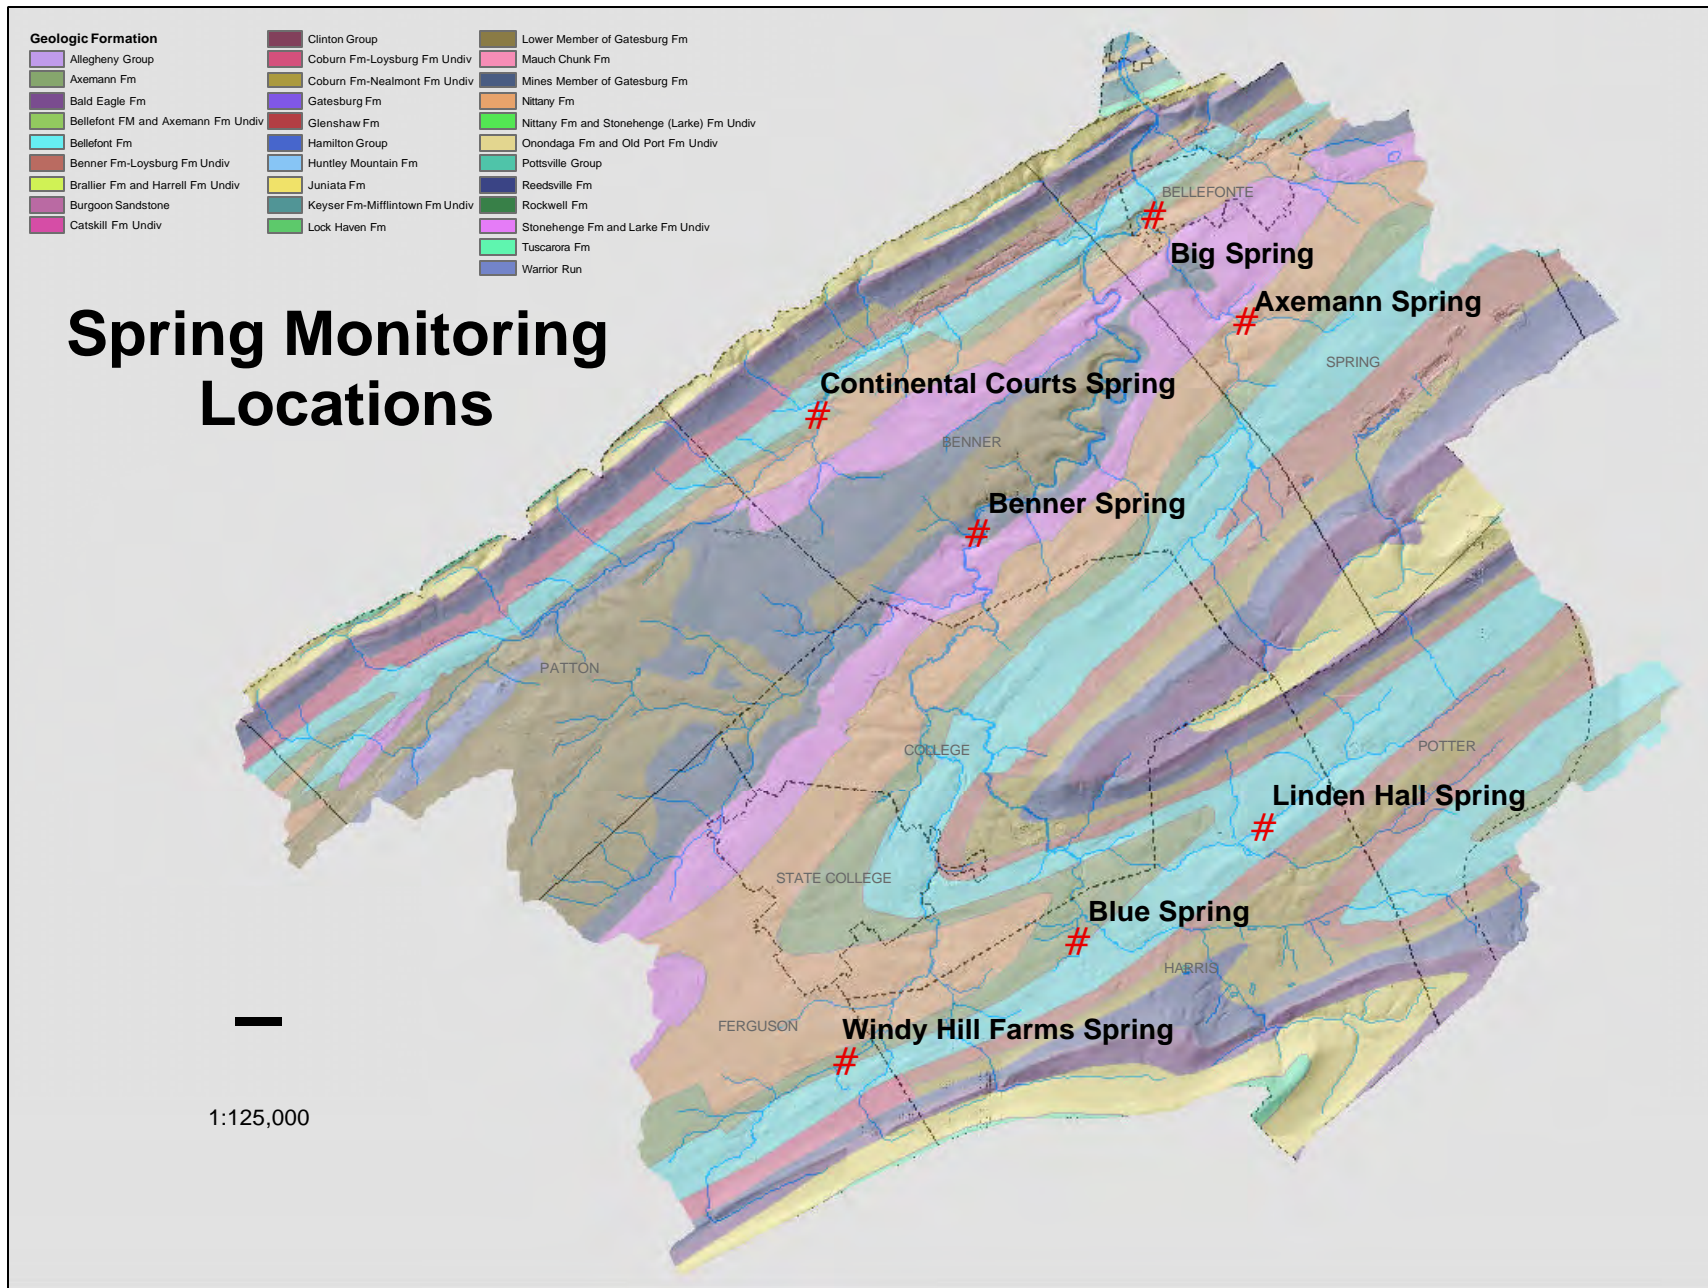 Geologic Formation
Allegheny Group
Axemann Fm
Bald Eagle Fm
Bellefont FM and Axemann Fm Undiv
Bellefont Fm
Benner Fm-Loysburg Fm Undiv
Brallier Fm and Harrell Fm Undiv
Burgoon Sandstone
Catskill Fm Undiv
Clinton Group
Coburn Fm-Loysburg Fm Undiv
Coburn Fm-Nealmont Fm Undiv
Gatesburg Fm
Glenshaw Fm
Hamilton Group
Huntley Mountain Fm
Juniata Fm
Keyser Fm-Mifflintown Fm Undiv
Lock Haven Fm
Lower Member of Gatesburg Fm
Mauch Chunk Fm
Mines Member of Gatesburg Fm
Nittany Fm
Nittany Fm and Stonehenge (Larke) Fm Undiv
Onondaga Fm and Old Port Fm Undiv
Pottsville Group
Reedsville Fm
Rockwell Fm
Stonehenge Fm and Larke Fm Undiv
Tuscarora Fm
Warrior Run
Spring Monitoring
Locations
BELLEFONTE
#
Big Spring
Axemann Spring
#
SPRING
Continental Courts Spring
#
BENNER
Benner Spring
#
PATTON
COLLEGE
POTTER
Linden Hall Spring
#
STATE COLLEGE
Blue Spring
#
HARRIS
FERGUSON
Windy Hill Farms Spring
#
1:125,000